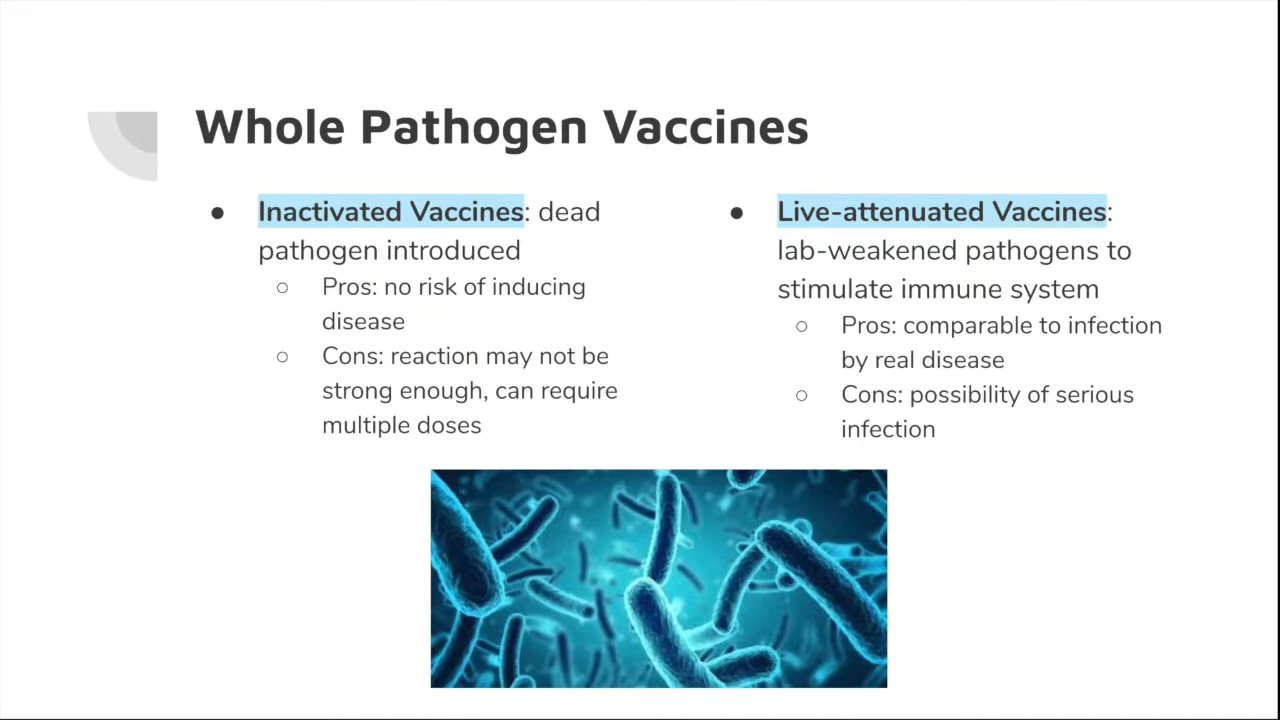 Whole Pathogen Vaccines
● Inactivated Vaccines: dead
pathogen introduced
○ Pros: no risk of inducing
disease
○ Cons: reaction may not be
strong enough, can require
multiple doses
● Live-attenuated Vaccines:
lab-weakened pathogens to
stimulate immune system
○ Pros: comparable to infection
by real disease
○ Cons: possibility of serious
infection